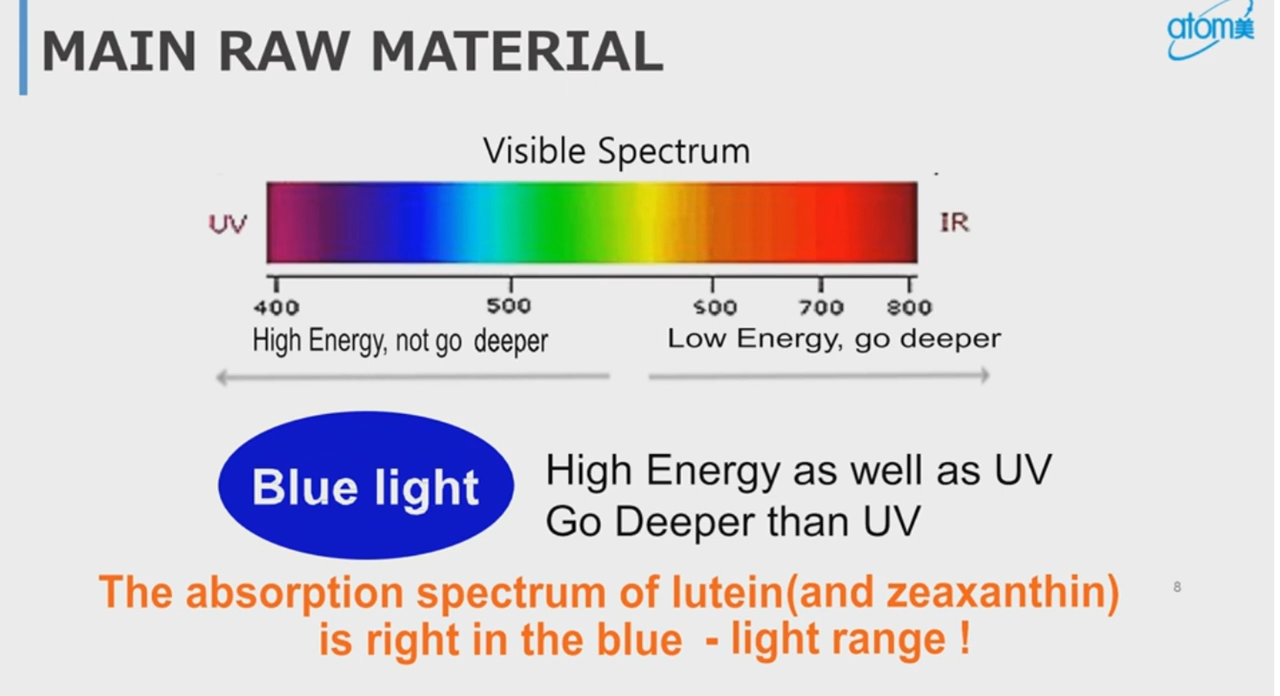 MAIN RAW MATERIAL
atom美
Visible Spectrum
UV
IR
400 500 600 700 800
High Energy, not go deeper
Low Energy, go deeper
Blue light
High Energy as well as UV
Go Deeper than UV
The absorption spectrum of lutein(and zeaxanthin)
is right in the blue - light range !
8